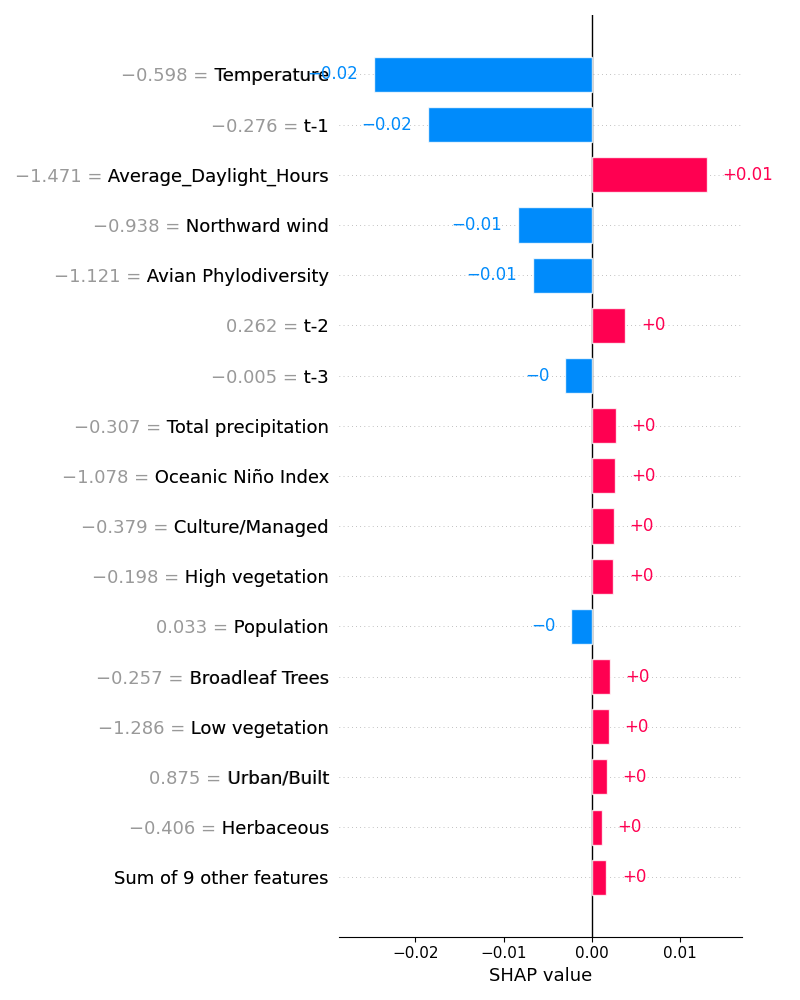 −0.598 = Temperature −0.02
−0.276 = t-1 −0.02
−1.471 = Average_Daylight_Hours +0.01
−0.938 = Northward wind −0.01
−1.121 = Avian Phylodiversity −0.01
0.262 = t-2 +0
−0.005 = t-3 −0
−0.307 = Total precipitation +0
−1.078 = Oceanic Niño Index +0
−0.379 = Culture/Managed +0
−0.198 = High vegetation +0
0.033 = Population −0
−0.257 = Broadleaf Trees +0
−1.286 = Low vegetation +0
0.875 = Urban/Built +0
−0.406 = Herbaceous +0
Sum of 9 other features +0
−0.02 −0.01 0.00 0.01
SHAP value